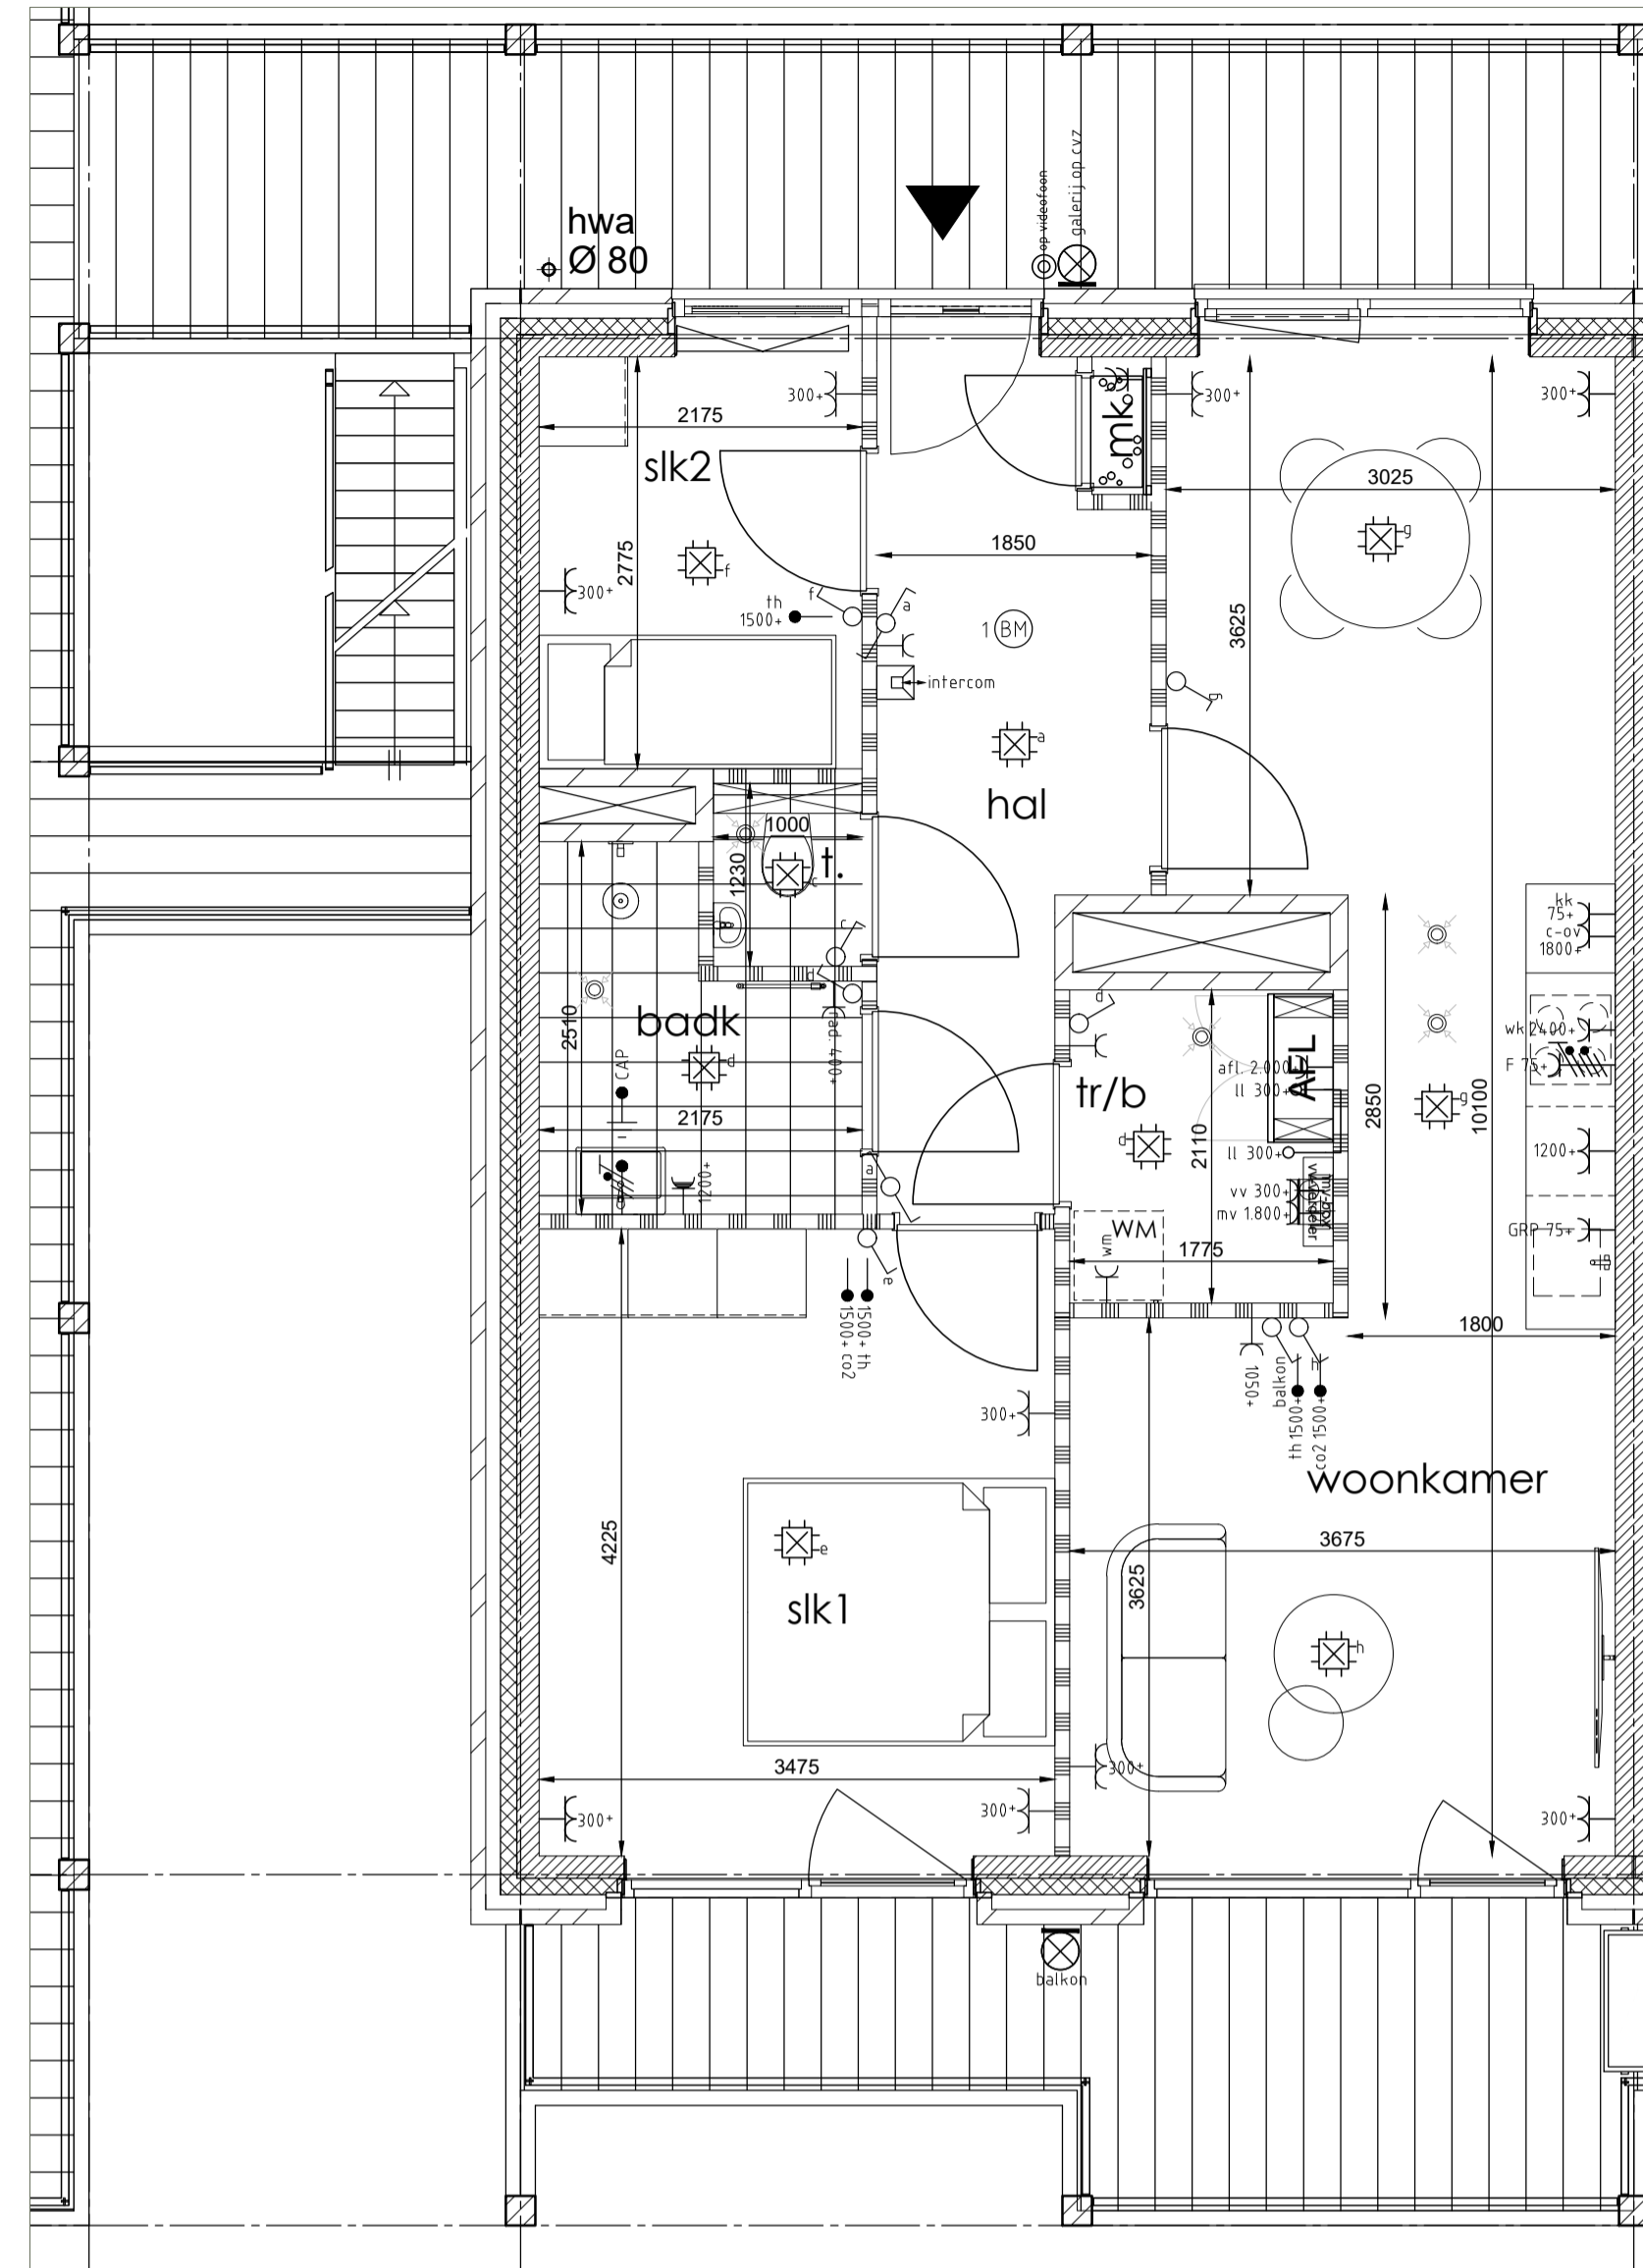 hwa
Ø 80
op videofoon
galerij op cvz
300+
mk
300+
300+
2175
slk2
3025
g
1850
2775
f
300+
th
1500+
f
a
1 BM
3625
intercom
g
a
hal
1000
1230
t.
c
c
kk
75+
c-ov
1800+
d
2510
badk
rad. 400+
d
AFL
wk 2400+
CAP
d
afl. 2.000+
ll 300+
F 75+
tr/b
2850
10100
g
2175
d
2110
1200+
ll 300+
1200+
a
vv 300+
mv 1.800+
mv-box
vv-verdeler
WM
wm
GRP 75+
1775
e
1500+ co2
1500+ th
1800
1050+
balkon
h
th 1500+
co2 1500+
300+
woonkamer
4225
e
3675
3625
slk1
h
3475
300+
300+
300+
300+
balkon